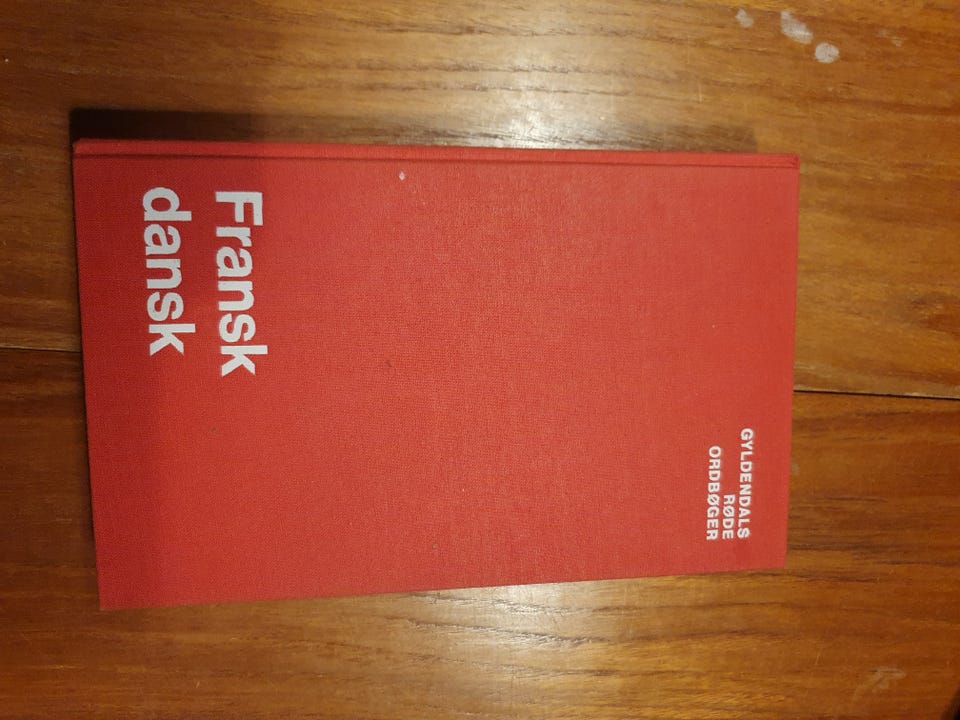 GYLDENDALS
RØDE
ORDBØGER
Fransk
dansk